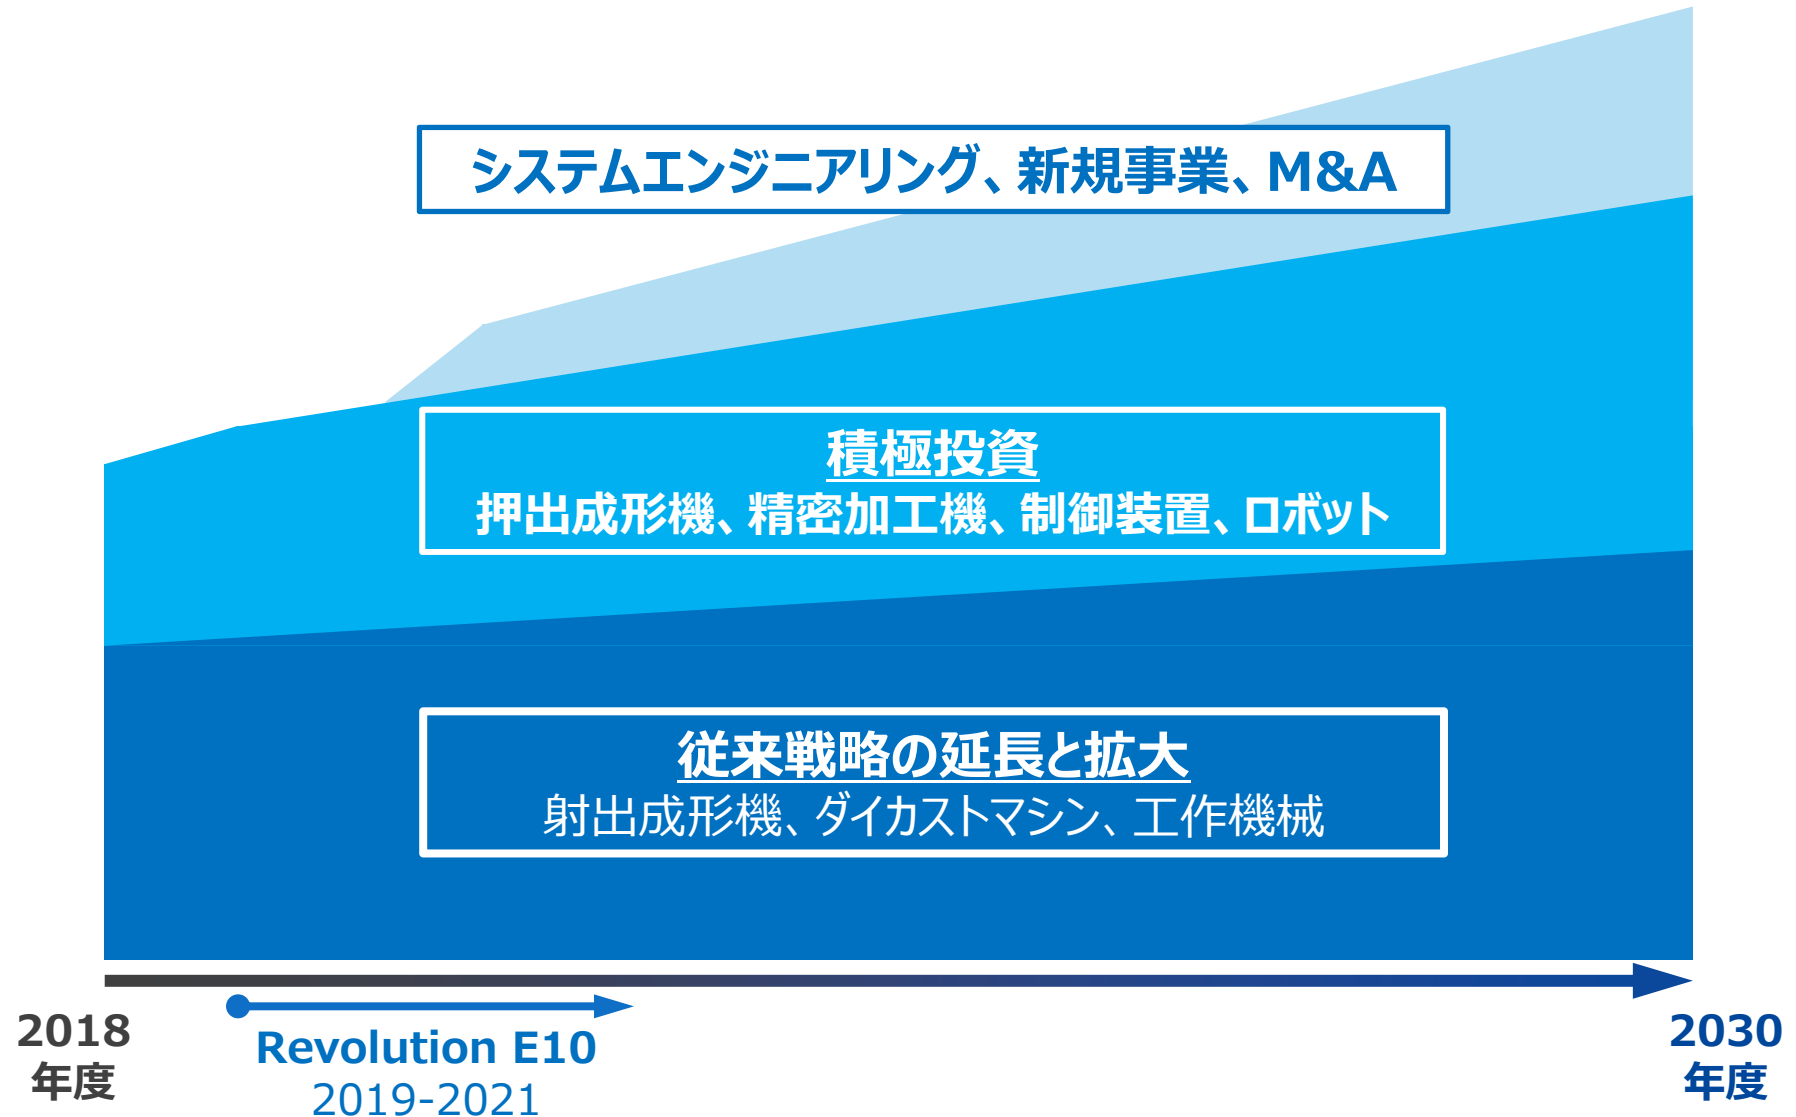 システムエンジニアリング、新規事業、M&A
積極投資
押出成形機、精密加工機、制御装置、ロボット
従来戦略の延長と拡大
射出成形機、ダイカストマシン、工作機械
2018
年度
Revolution E10
2019-2021
2030
年度